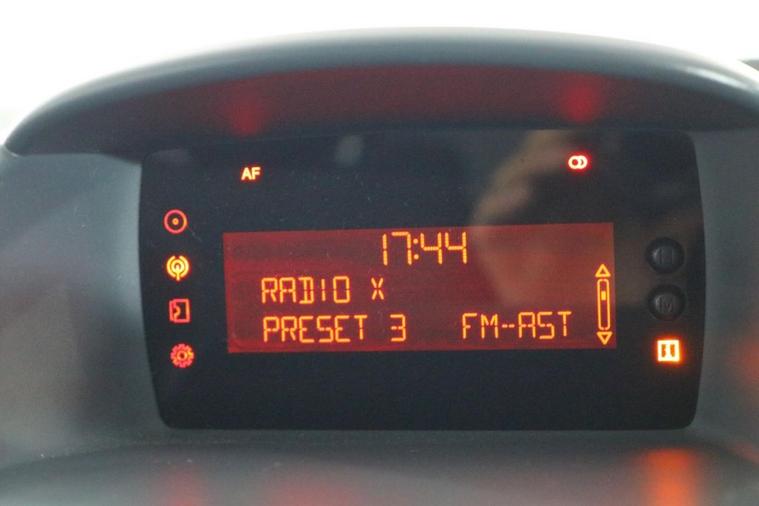 AF
17:44
RADIO X
PRESET 3 FM--AST